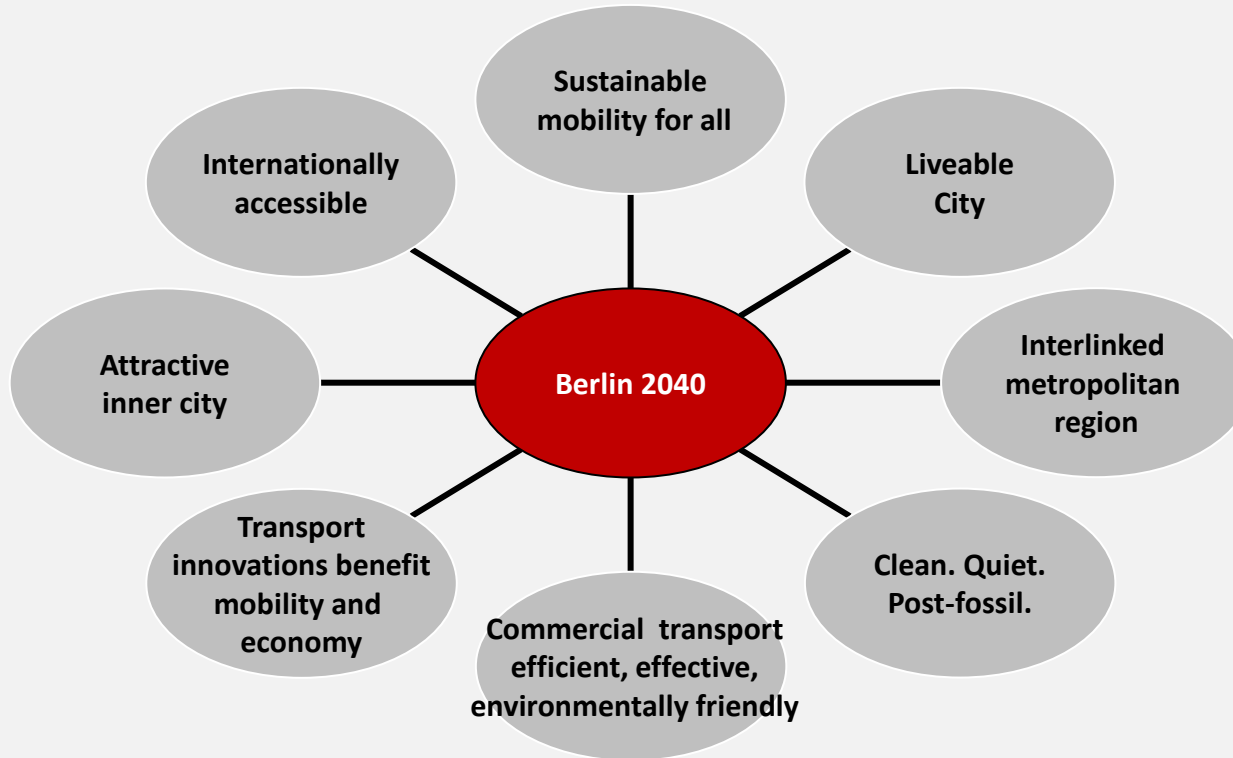 Sustainable
mobility for all
Internationally
accessible
Liveable
City
Attractive
inner city
Berlin 2040
Interlinked
metropolitan
region
Transport
innovations benefit
mobility and
economy
Clean. Quiet.
Post-fossil.
Commercial transport
efficient, effective,
environmentally friendly